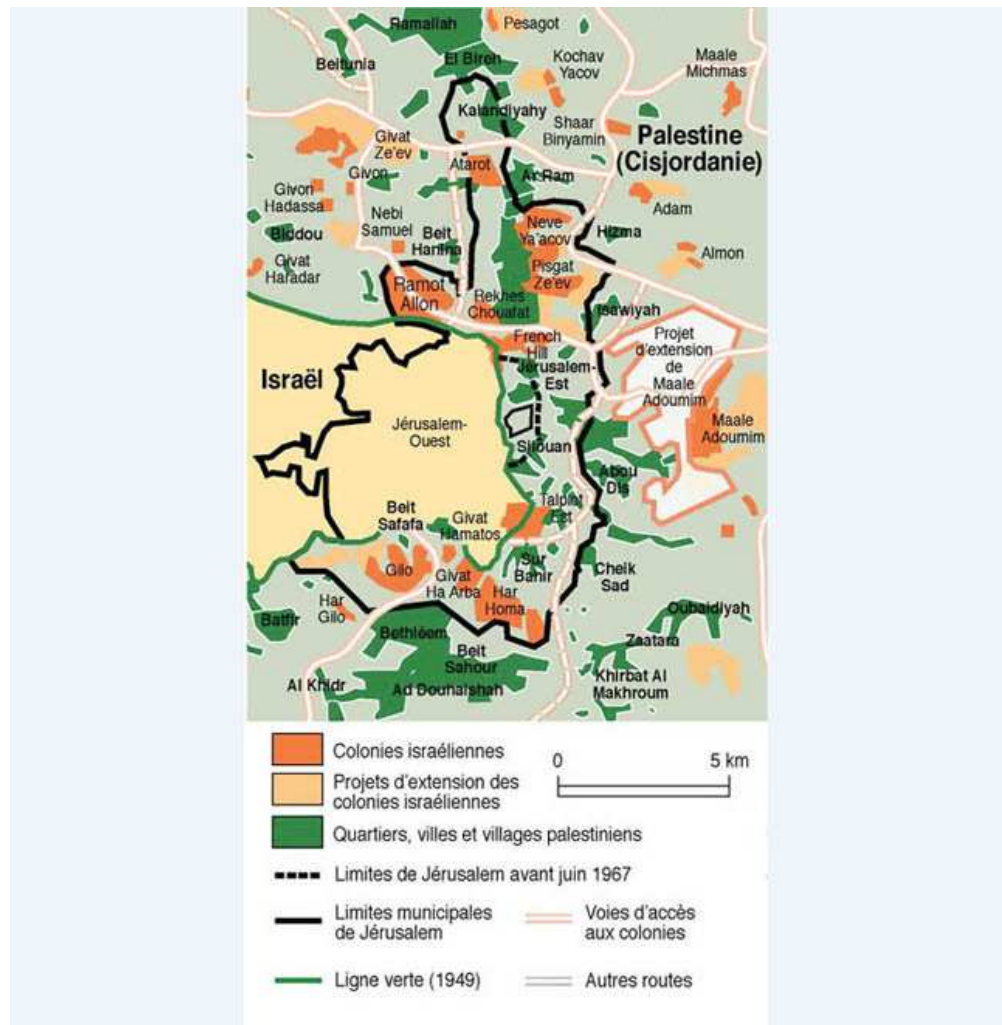 Ramallah
Pesagot
El Bireh
Beitunia
Kochav
Yacov
Maale
Michmas
Kalandiyahy
Shaar
Binyamin
Palestine
(Cisjordanie)
Givat
Ze'ev
Givon
Atarot
Ar Ram
Givon
Hadassa
Nebi
Samuel
Adam
Neve
Ya'acov
Hizma
Biddou
Beit
Hanina
Almon
Givat
Haradar
Pisgat
Ze'ev
Ramot
Allon
Rekhes
Chouafat
Isawiyah
French
Hill
Projet
d'extension
de
Maale
Adoumim
Israël
Jérusalem-
Est
Jérusalem-
Ouest
Maale
Adoumim
Silouan
Abou
Dis
Beit
Safafa
Givat
Hamatos
Talpiot
Est
Gilo
Givat
Ha Arba
Sur
Bahir
Cheik
Sad
Har
Gilo
Har
Homa
Batfir
Oubaidiyah
Bethléem
Zaatara
Beit
Sahour
Khirbat Al
Makhroum
Al Khidr
Ad Douhaishah
Colonies israéliennes
0 5 km
Projets d'extension des
colonies israéliennes
Quartiers, villes et villages palestiniens
Limites de Jérusalem avant juin 1967
Limites municipales
de Jérusalem
Voies d'accès
aux colonies
Ligne verte (1949)
Autres routes